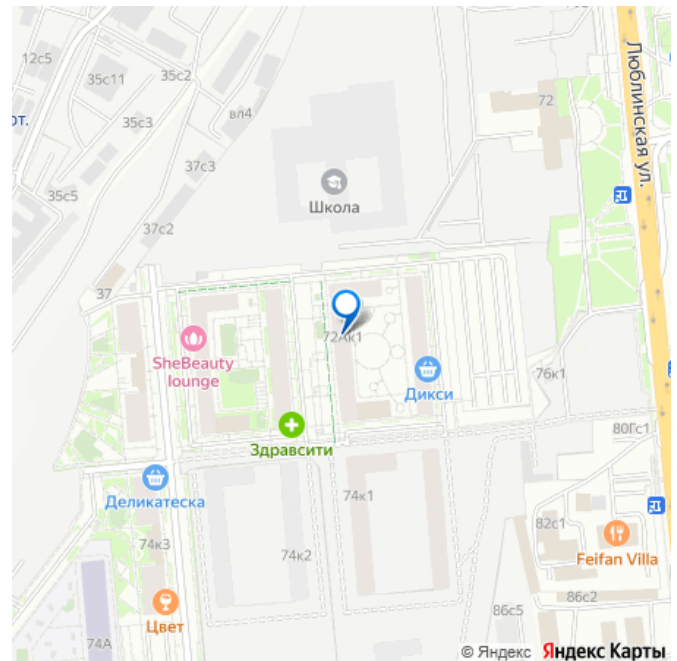 12с5
35с11
35с2
72
Люблинская ул.
от.
35с3
вл4
37с3
35с5
Школа
37с2
37
72Ак1
SheBeauty
lounge
76к1
Дикси
80Гс1
Здравсити
Деликатеска
74к1
82с1
74к3
74к2
Feifan Villa
86с2
86с5
Цвет
74А
© Яндекс Яндекс Карты